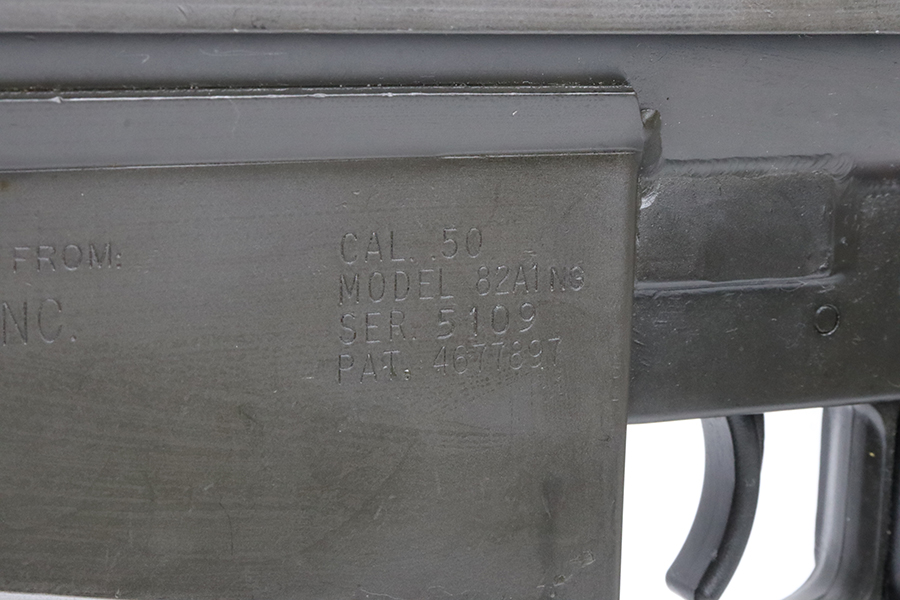 FROM:
NC.
CAL. .50
MODEL 82A1NG
SER. 5109
PAT. 4677897